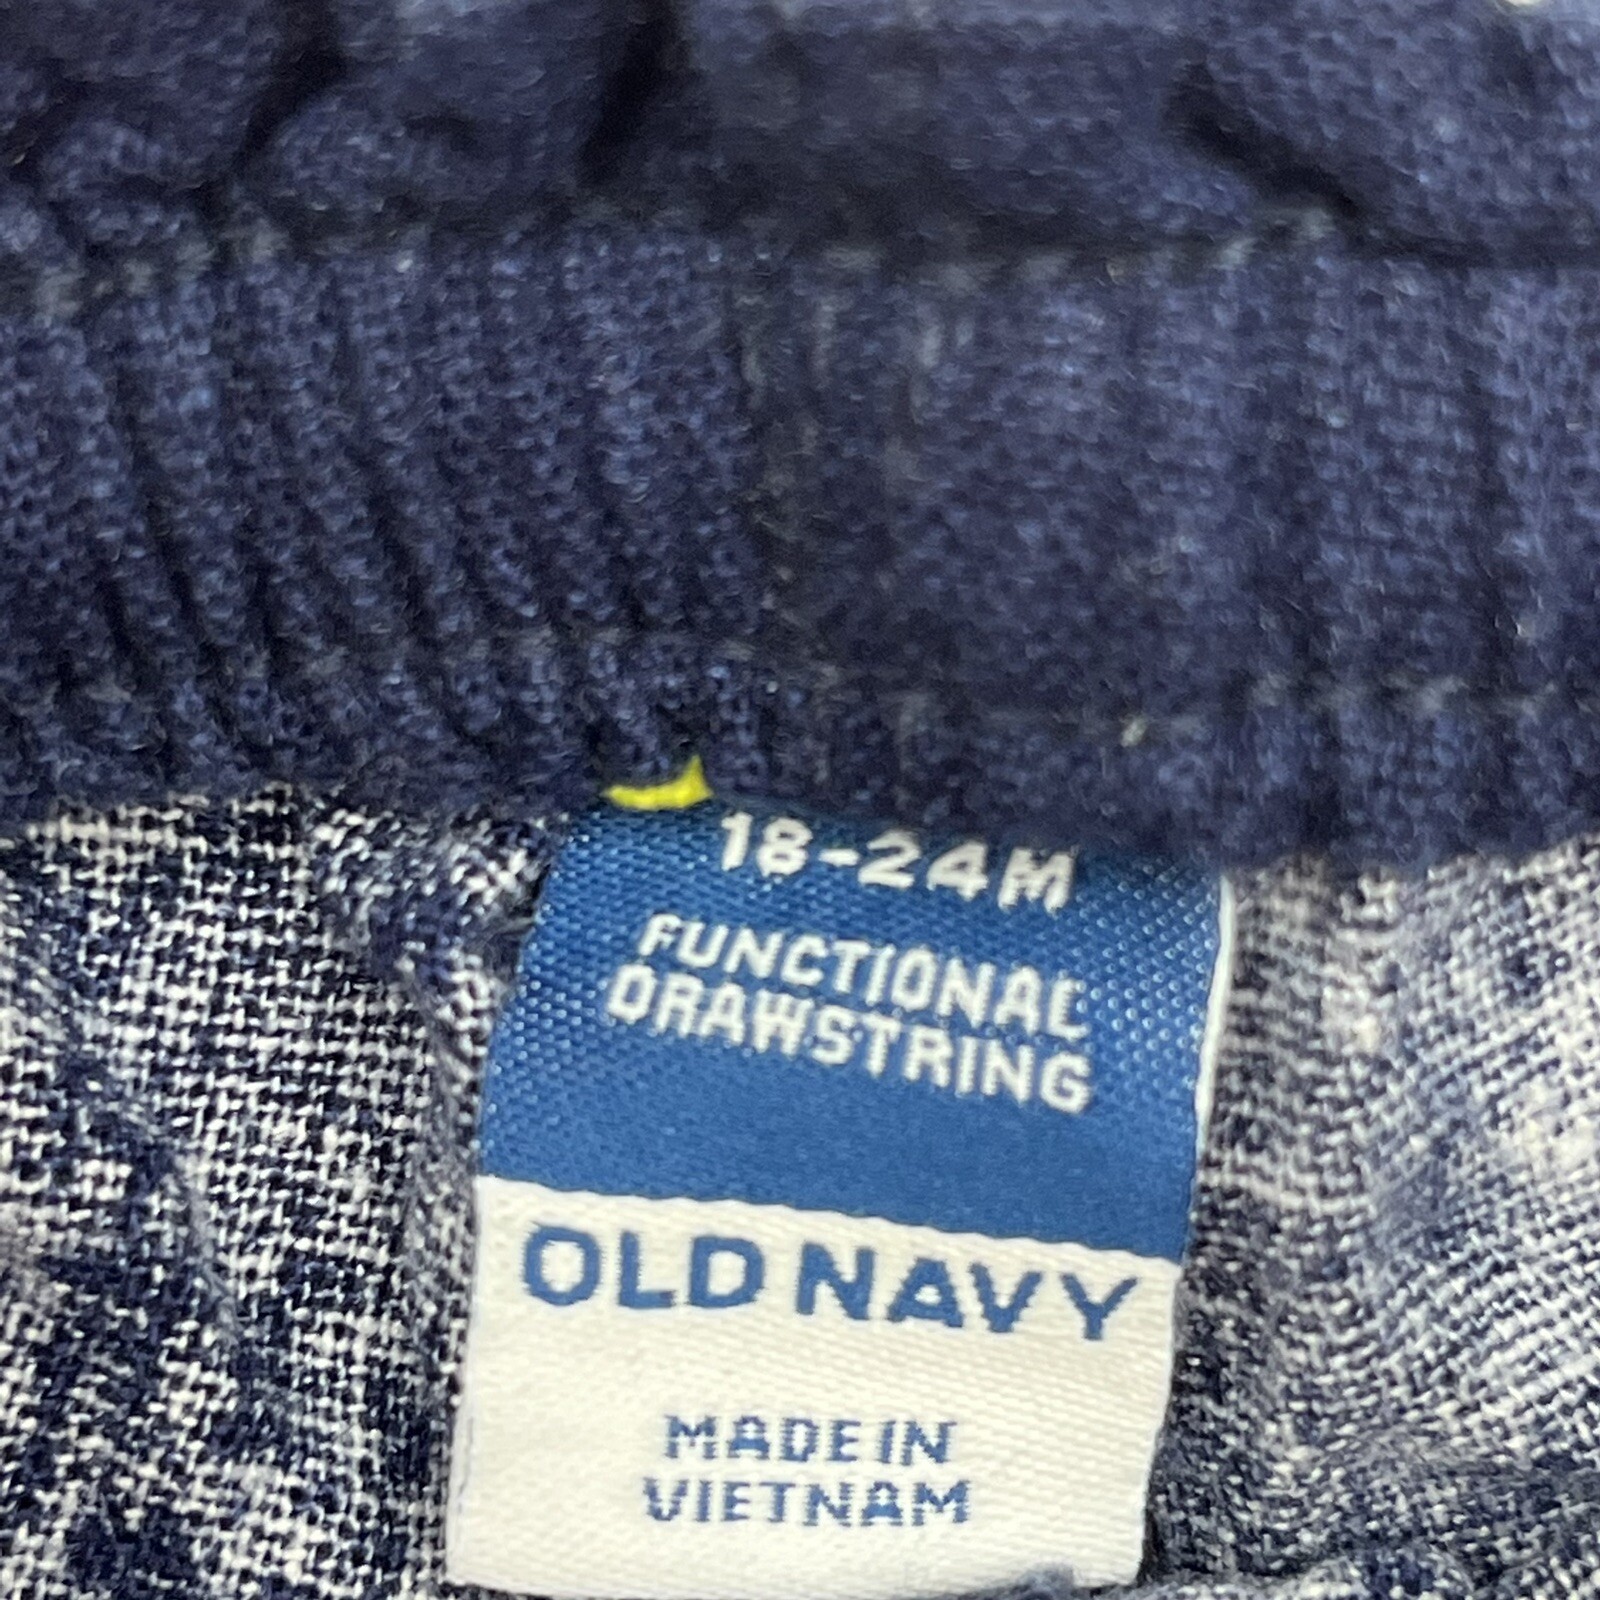 18-24M
FUNCTIONAL
DRAWSTRING
OLD NAVY
MADE IN
VIETNAM